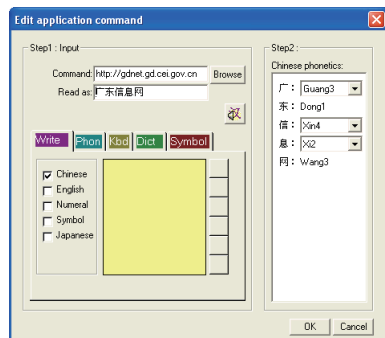 Edit application command
Step1 : Input
Command: http://gdnet.gd.cei.gov.cn Browse
Read as: 广东信息网
Write Phon Kbd Dict Symbol
Chinese
English
Numeral
Symbol
Japanese
Step2 :
Chinese phonetics:
广: Guang3
东: Dong1
信: Xin4
息: Xi2
网: Wang3
OK Cancel